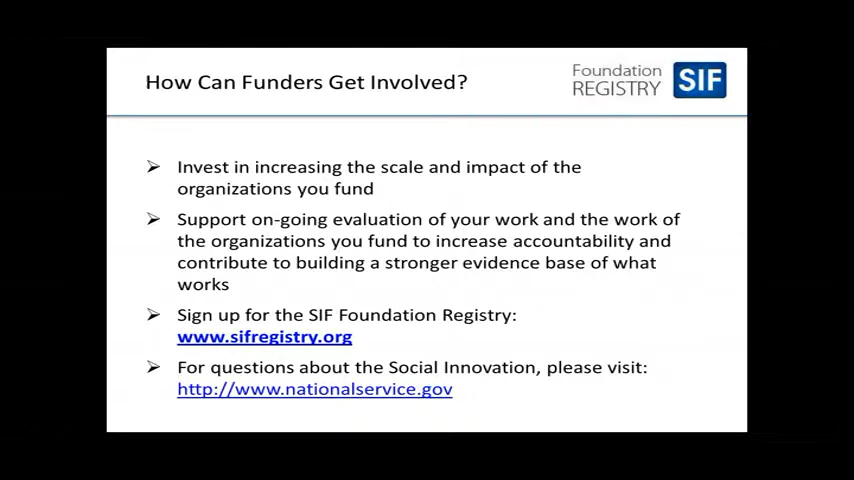 How Can Funders Get Involved?
Foundation
REGISTRY
SIF
➢ Invest in increasing the scale and impact of the
organizations you fund
➢ Support on-going evaluation of your work and the work of
the organizations you fund to increase accountability and
contribute to building a stronger evidence base of what
works
➢ Sign up for the SIF Foundation Registry:
www.sifregistry.org
➢ For questions about the Social Innovation, please visit:
http://www.nationalservice.gov